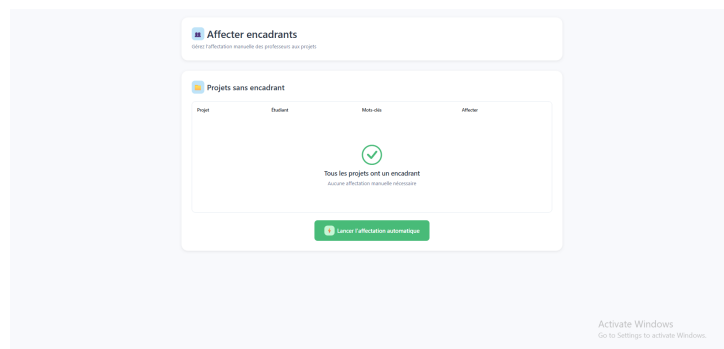 Affecter encadrants
Gérez l'affectation manuelle des professeurs aux projets
Projets sans encadrant
Projet Étudiant Mots-clés Affecter
Tous les projets ont un encadrant
Aucune affectation manuelle nécessaire
Lancer l'affectation automatique
Activate Windows
Go to Settings to activate Windows.